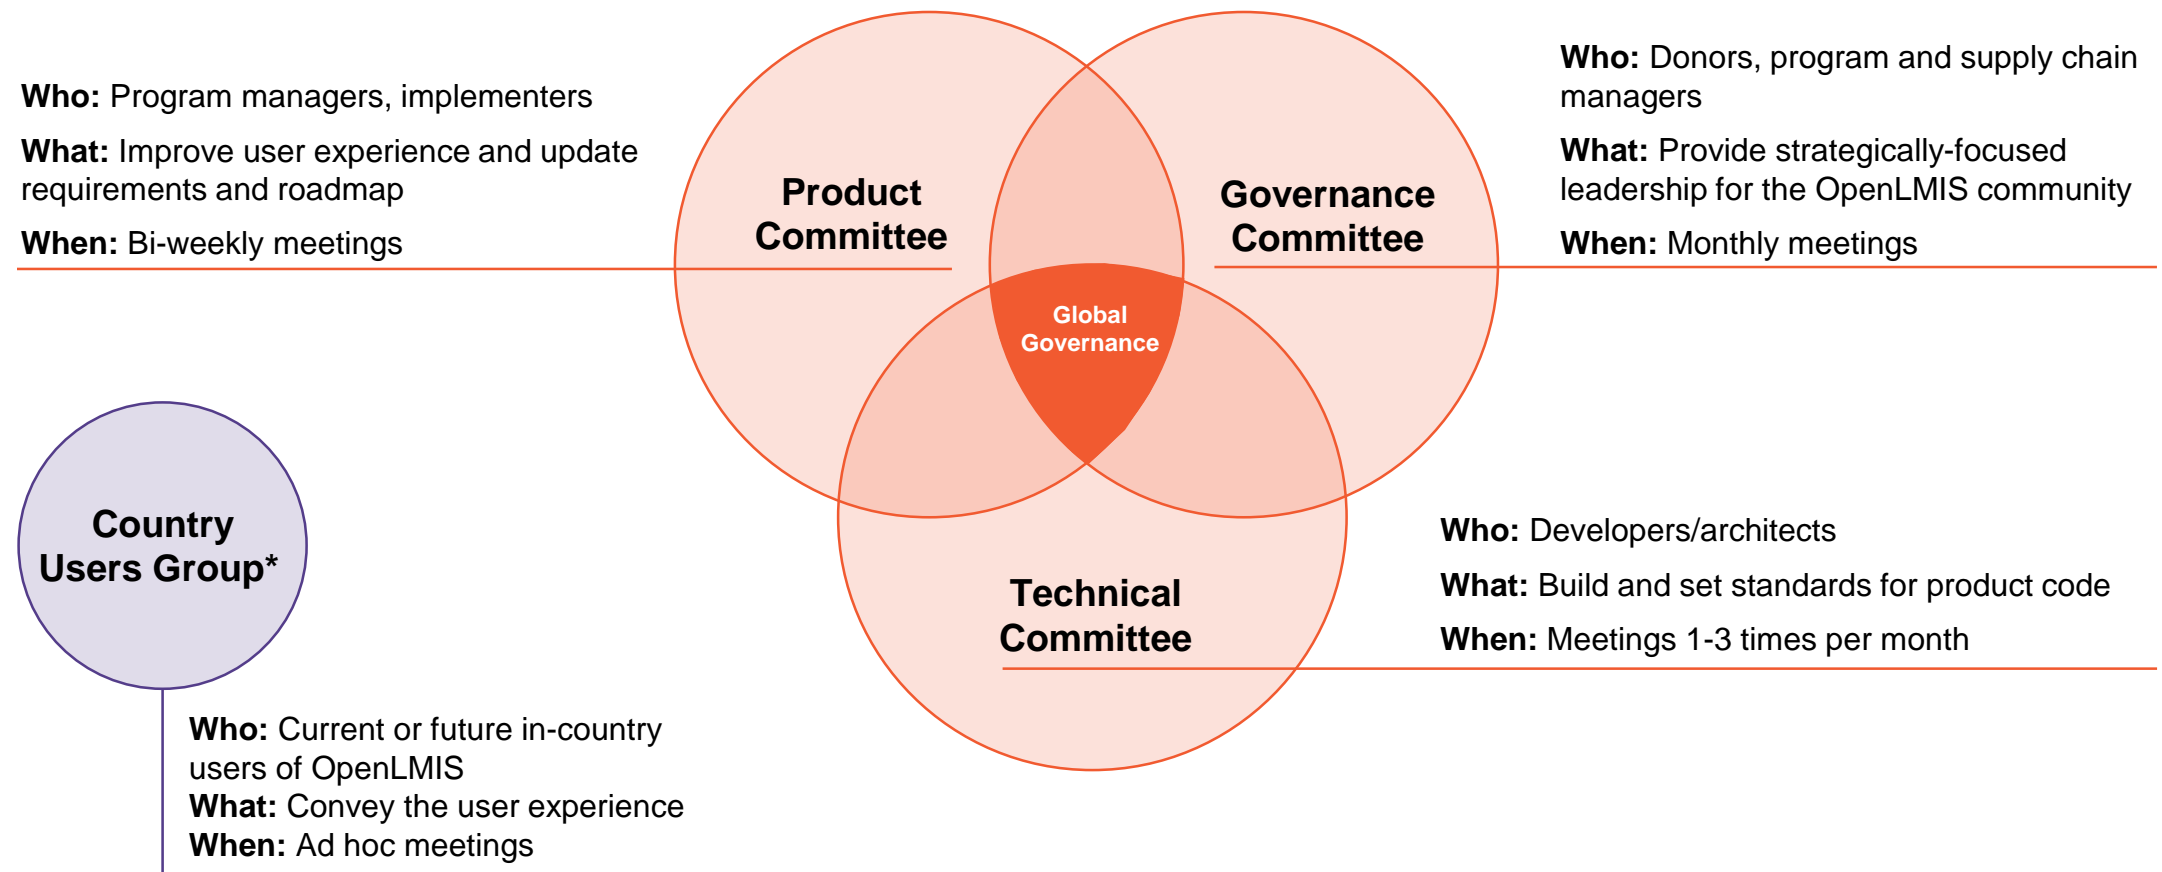 Who: Program managers, implementers
What: Improve user experience and update
requirements and roadmap
When: Bi-weekly meetings
Product
Committee
Governance
Committee
Who: Donors, program and supply chain
managers
What: Provide strategically-focused
leadership for the OpenLMIS community
When: Monthly meetings
Global
Governance
Country
Users Group*
Technical
Committee
Who: Developers/architects
What: Build and set standards for product code
When: Meetings 1-3 times per month
Who: Current or future in-country
users of OpenLMIS
What: Convey the user experience
When: Ad hoc meetings